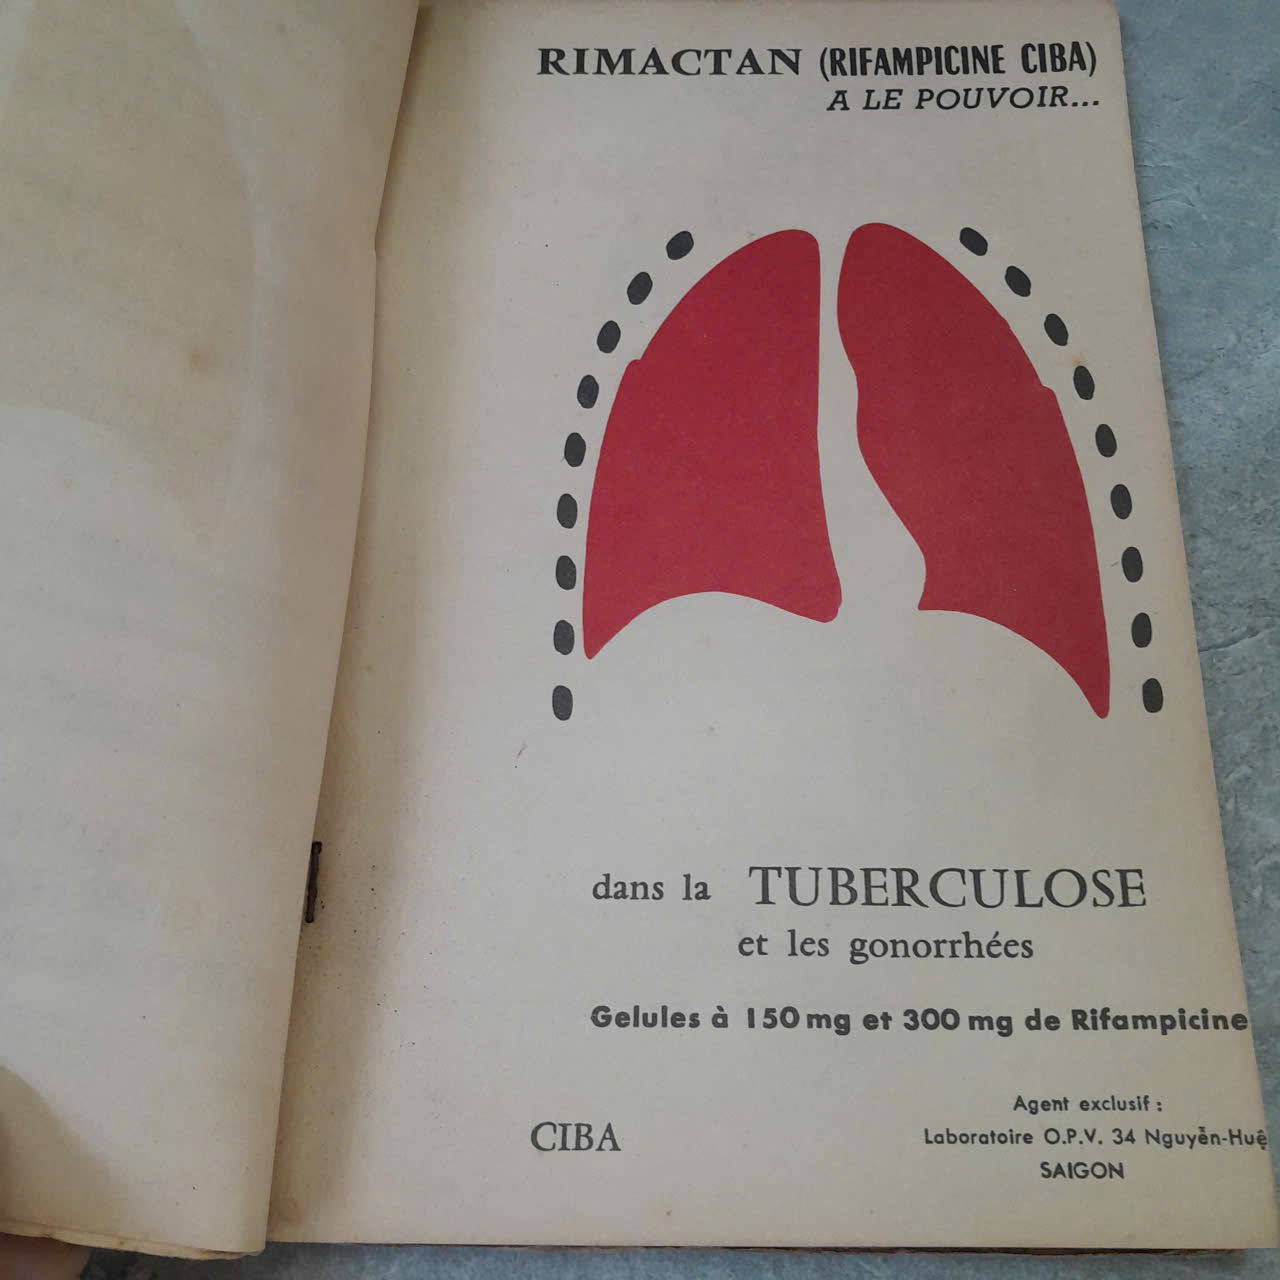 RIMACTAN (RIFAMPICINE CIBA)
A LE POUVOIR...
dans la TUBERCULOSE
et les gonorrhées
Gelules à 150 mg et 300 mg de Rifampicine
Agent exclusif :
CIBA
Laboratoire O.P.V. 34 Nguyễn-Huệ
SAIGON